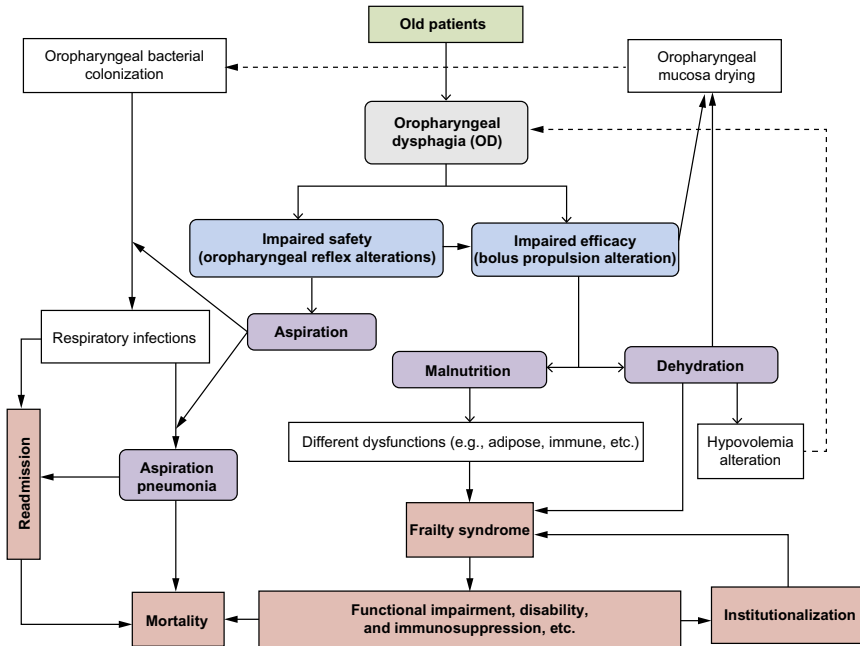 Old patients
Oropharyngeal bacterial
colonization
Oropharyngeal
mucosa drying
Oropharyngeal
dysphagia (OD)
Impaired safety
(oropharyngeal reflex alterations)
Impaired efficacy
(bolus propulsion alteration)
Respiratory infections
Aspiration
Malnutrition
Dehydration
Different dysfunctions (e.g., adipose, immune, etc.)
Hypovolemia
alteration
Readmission
Aspiration
pneumonia
Frailty syndrome
Mortality
Functional impairment, disability,
and immunosuppression, etc.
Institutionalization